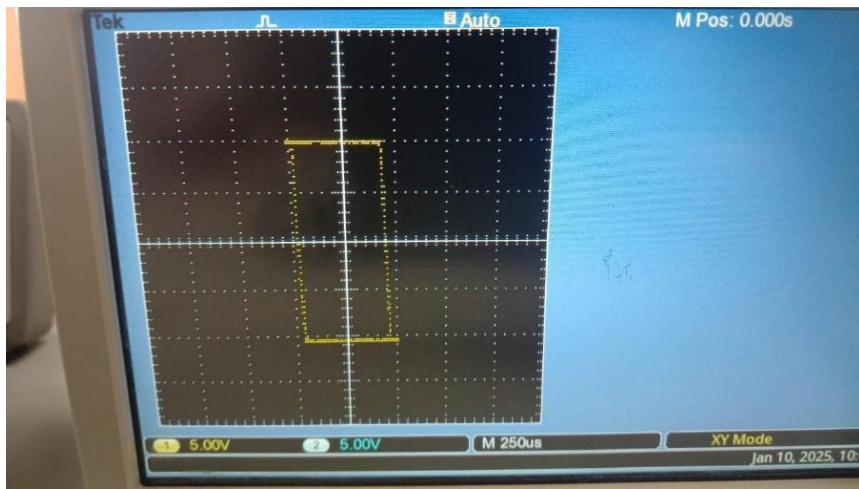 Tek Auto M Pos: 0.000s
1 5.00V 2 5.00V M 250us XY Mode
Jan 10, 2025, 10: